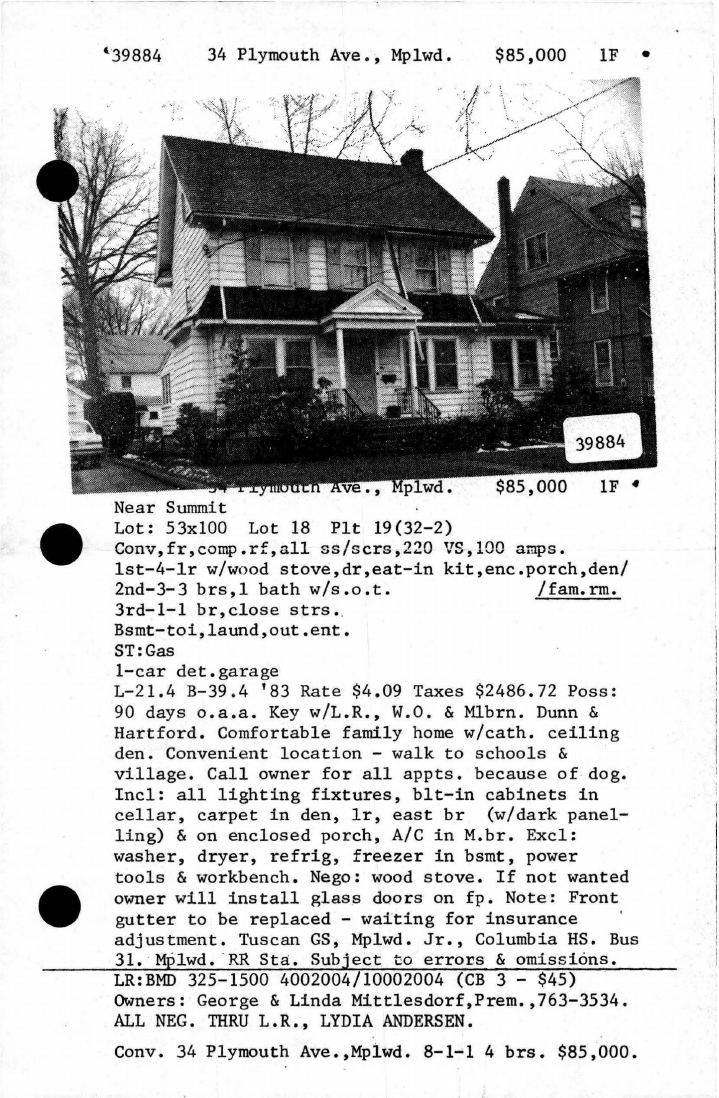 39884 34 Plymouth Ave., Mplwd. $85,000 1F
39884
34 Plymouth Ave., Mplwd. $85,000 1F
Near Summit
Lot: 53x100 Lot 18 Plt 19(32-2)
Conv,fr,comp.rf,all ss/scrs,220 VS,100 amps.
1st-4-lr w/wood stove,dr,eat-in kit,enc.porch,den/
2nd-3-3 brs,1 bath w/s.o.t. /fam.rm.
3rd-1-1 br,close strs.
Bsmt-toi,laund,out.ent.
ST:Gas
1-car det.garage
L-21.4 B-39.4 '83 Rate $4.09 Taxes $2486.72 Poss:
90 days o.a.a. Key w/L.R., W.O. & Mlbrn. Dunn &
Hartford. Comfortable family home w/cath. ceiling
den. Convenient location - walk to schools &
village. Call owner for all appts. because of dog.
Incl: all lighting fixtures, blt-in cabinets in
cellar, carpet in den, lr, east br (w/dark panel-
ling) & on enclosed porch, A/C in M.br. Excl:
washer, dryer, refrig, freezer in bsmt, power
tools & workbench. Nego: wood stove. If not wanted
owner will install glass doors on fp. Note: Front
gutter to be replaced - waiting for insurance
adjustment. Tuscan GS, Mplwd. Jr., Columbia HS. Bus
31. Mplwd. RR Sta. Subject to errors & omissions.
LR:BMD 325-1500 4002004/10002004 (CB 3 - $45)
Owners: George & Linda Mittlesdorf,Prem.,763-3534.
ALL NEG. THRU L.R., LYDIA ANDERSEN.
Conv. 34 Plymouth Ave.,Mplwd. 8-1-1 4 brs. $85,000.